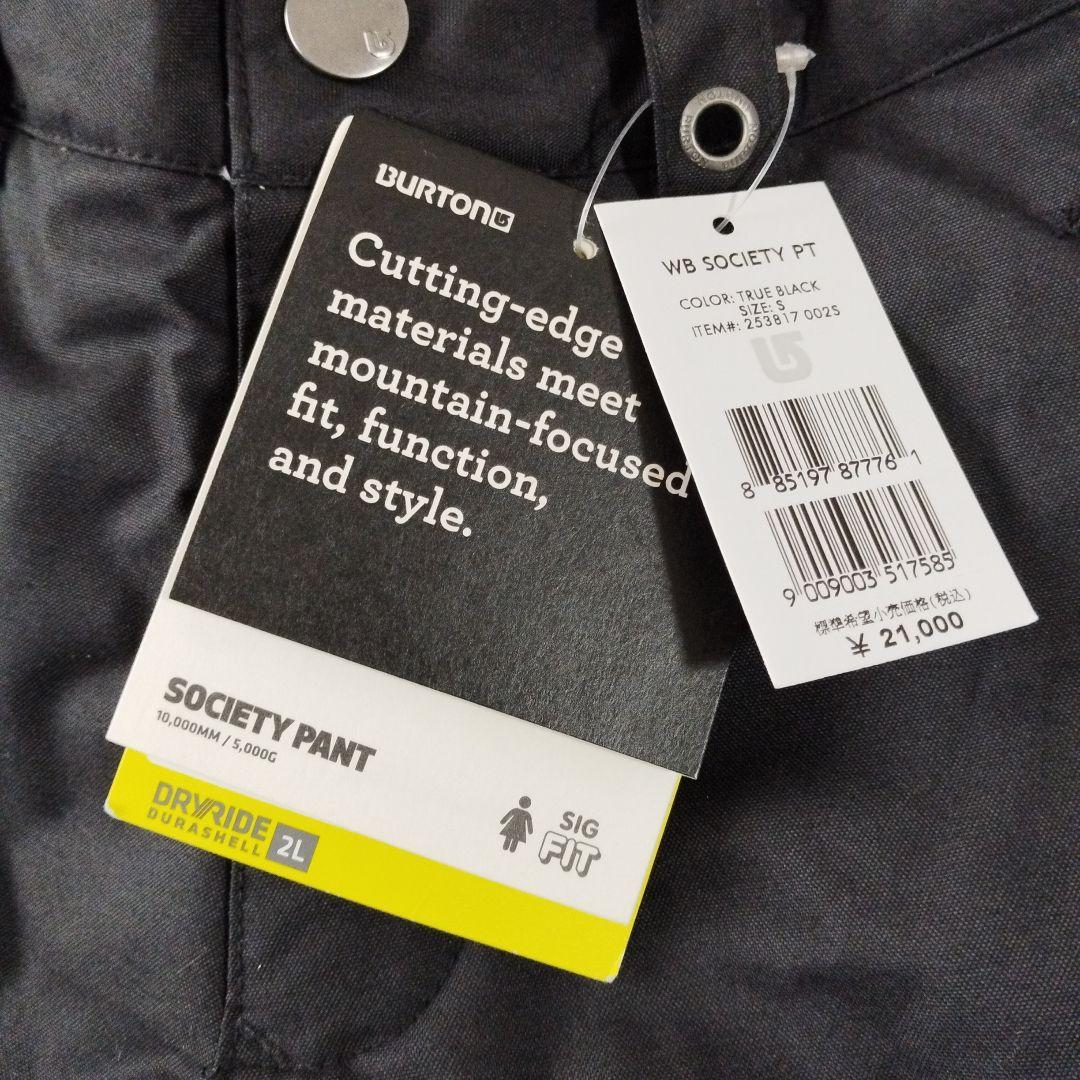 BURTON
Cutting-edge
materials meet
mountain-focused
fit, function,
and style.
SOCIETY PANT
10,000MM / 5,000G
DRYRIDE
DURASHELL 2L
SIG
FIT
WB SOCIETY PT
COLOR: TRUE BLACK
SIZE: S
ITEM#: 253817 002S
8 85197 87776 1
9 009003 517585
標準希望小売価格(税込)
¥ 21,000
BURTON